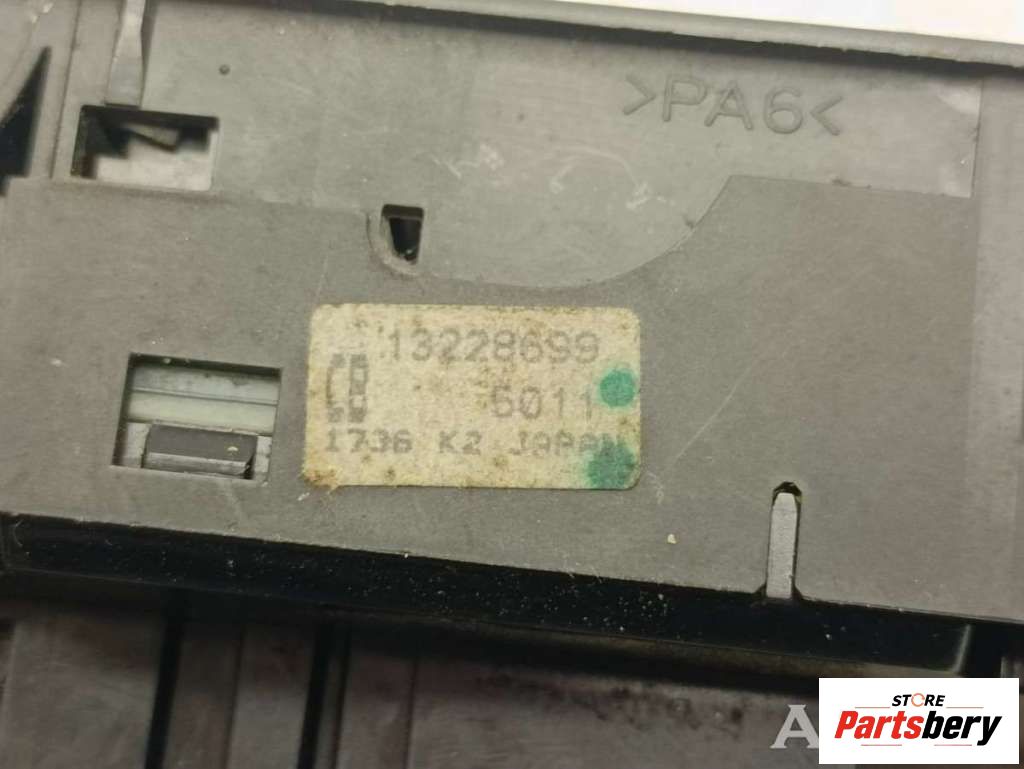 >PA6<
13228699
6011
1736 K2 JAPAN
A
STORE
Partsbery